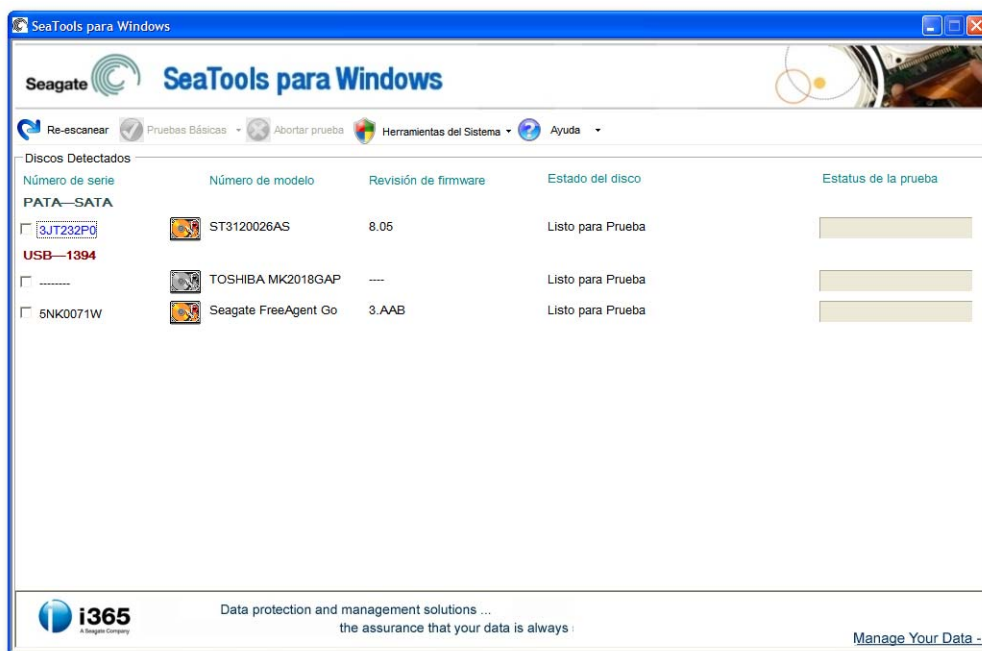 SeaTools para Windows
Seagate SeaTools para Windows
Re-escanear Pruebas Básicas Abortar prueba Herramientas del Sistema Ayuda
Discos Detectados
Número de serie Número de modelo Revisión de firmware Estado del disco Estatus de la prueba
PATA—SATA
3JT232P0 ST3120026AS 8.05 Listo para Prueba
USB—1394
-------- TOSHIBA MK2018GAP ---- Listo para Prueba
5NK0071W Seagate FreeAgent Go 3.AAB Listo para Prueba
i365 Data protection and management solutions ...
A Seagate Company the assurance that your data is always
Manage Your Data -